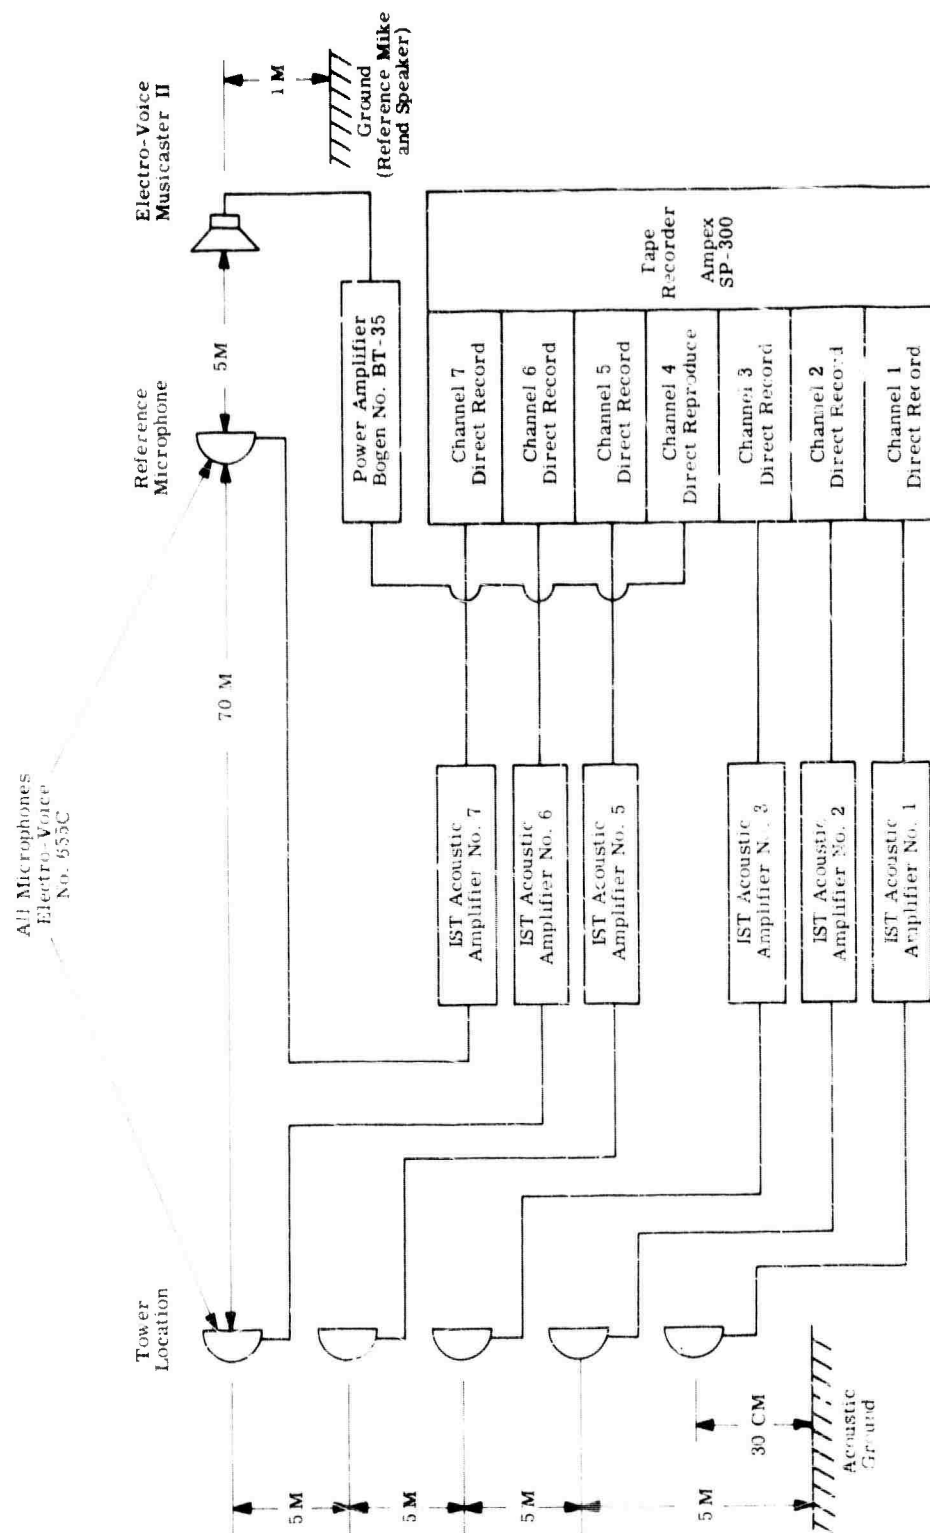 All Microphones
Electro-Voice
No. 655C
Tower
Location
Reference
Microphone
Electro-Voice
Musicaster II
70 M
5M
1 M
Ground
(Reference Mike
and Speaker)
Power Amplifier
Bogen No. BT-35
5 M
5 M
5 M
5 M
30 CM
Acoustic
Ground
IST Acoustic
Amplifier No. 7
IST Acoustic
Amplifier No. 6
IST Acoustic
Amplifier No. 5
IST Acoustic
Amplifier No. 3
IST Acoustic
Amplifier No. 2
IST Acoustic
Amplifier No. 1
Channel 7
Direct Record
Channel 6
Direct Record
Channel 5
Direct Record
Channel 4
Direct Reproduce
Channel 3
Direct Record
Channel 2
Direct Record
Channel 1
Direct Record
Tape
Recorder
Ampex
SP-300